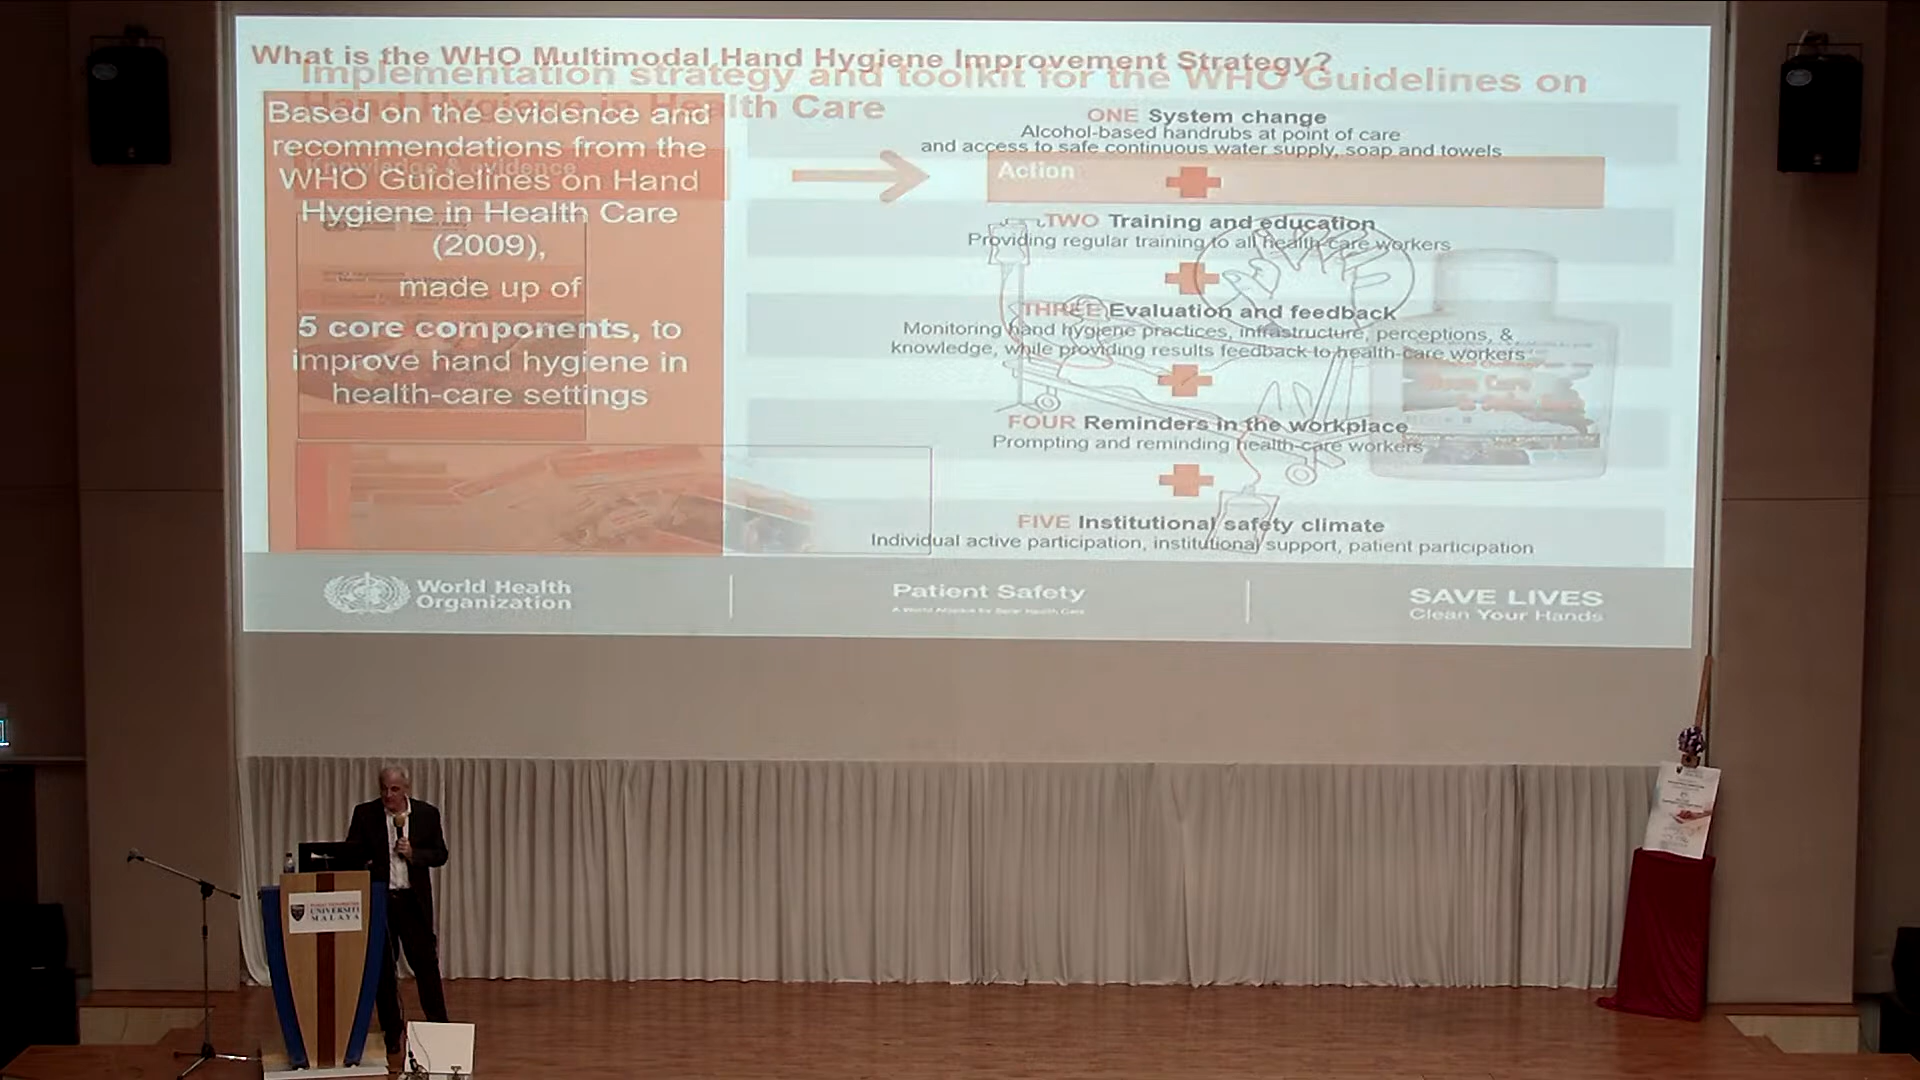 What is the WHO Multimodal Hand Hygiene Improvement Strategy?
Implementation strategy and toolkit for the WHO Guidelines on
Hand Hygiene in Health Care
Based on the evidence and
recommendations from the
WHO Guidelines on Hand
Hygiene in Health Care
(2009),
made up of
5 core components, to
improve hand hygiene in
health-care settings
Knowledge & evidence
Action
ONE System change
Alcohol-based handrubs at point of care
and access to safe continuous water supply, soap and towels
TWO Training and education
Providing regular training to all health-care workers
THREE Evaluation and feedback
Monitoring hand hygiene practices, infrastructure, perceptions, &
knowledge, while providing results feedback to health-care workers
FOUR Reminders in the workplace
Prompting and reminding health-care workers
FIVE Institutional safety climate
Individual active participation, institutional support, patient participation
World Health
Organization
Patient Safety
A World Alliance for Safer Health Care
SAVE LIVES
Clean Your Hands
UNIVERSITI
MALAYA